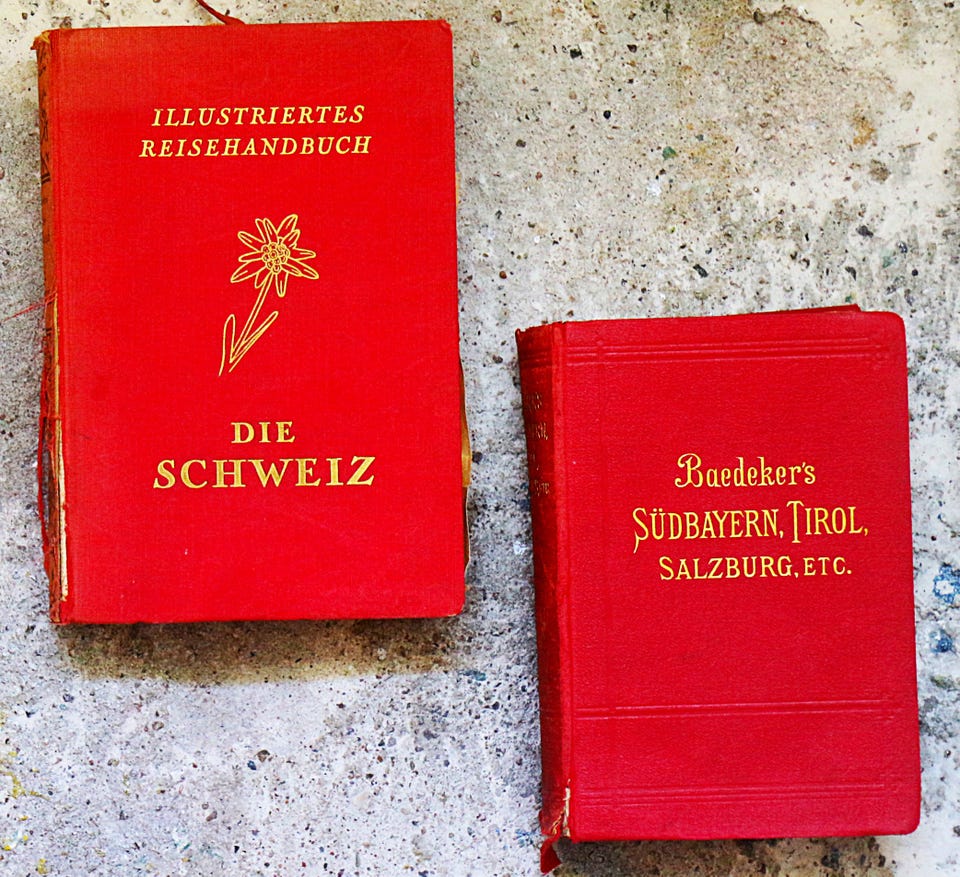 ILLUSTRIERTES
REISEHANDBUCH
DIE
SCHWEIZ
Baedeker's
SÜDBAYERN, TIROL,
SALZBURG, ETC.